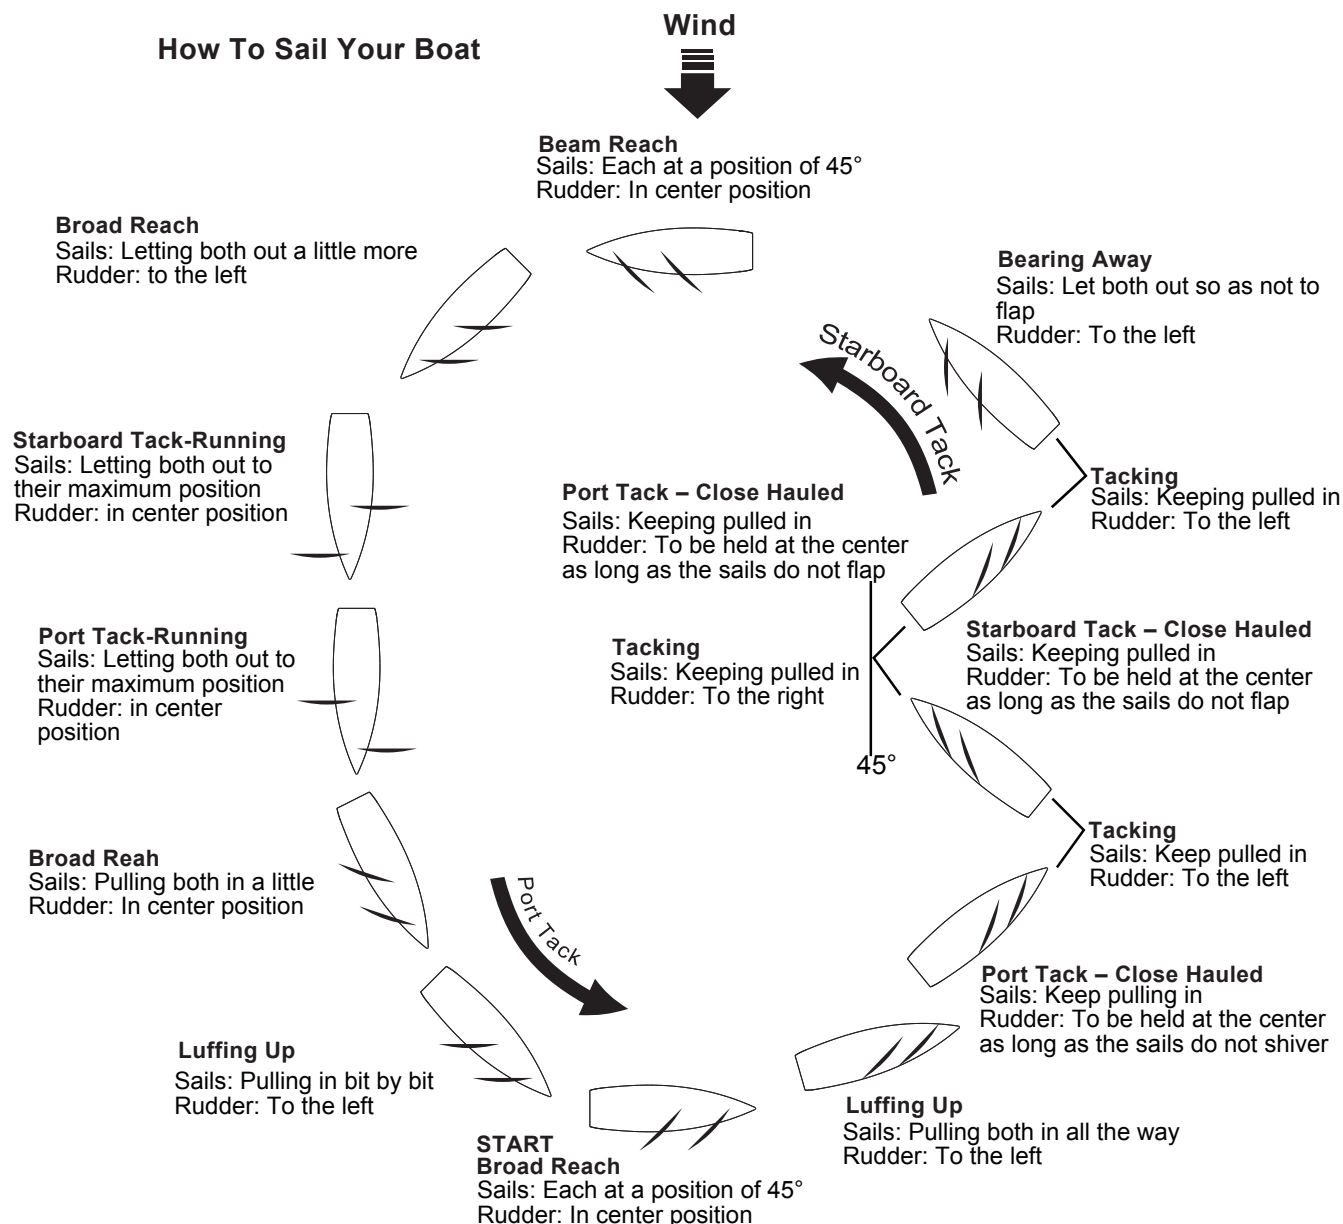 How To Sail Your Boat
Wind
Beam Reach
Sails: Each at a position of 45°
Rudder: In center position
Broad Reach
Sails: Letting both out a little more
Rudder: to the left
Bearing Away
Sails: Let both out so as not to
flap
Rudder: To the left
Starboard Tack
Starboard Tack-Running
Sails: Letting both out to
their maximum position
Rudder: in center position
Port Tack – Close Hauled
Sails: Keeping pulled in
Rudder: To be held at the center
as long as the sails do not flap
Tacking
Sails: Keeping pulled in
Rudder: To the left
Port Tack-Running
Sails: Letting both out to
their maximum position
Rudder: in center
position
Tacking
Sails: Keeping pulled in
Rudder: To the right
45°
Starboard Tack – Close Hauled
Sails: Keeping pulled in
Rudder: To be held at the center
as long as the sails do not flap
Broad Reah
Sails: Pulling both in a little
Rudder: In center position
Port Tack
Tacking
Sails: Keep pulled in
Rudder: To the left
Port Tack – Close Hauled
Sails: Keep pulling in
Rudder: To be held at the center
as long as the sails do not shiver
Luffing Up
Sails: Pulling in bit by bit
Rudder: To the left
START
Broad Reach
Sails: Each at a position of 45°
Rudder: In center position
Luffing Up
Sails: Pulling both in all the way
Rudder: To the left